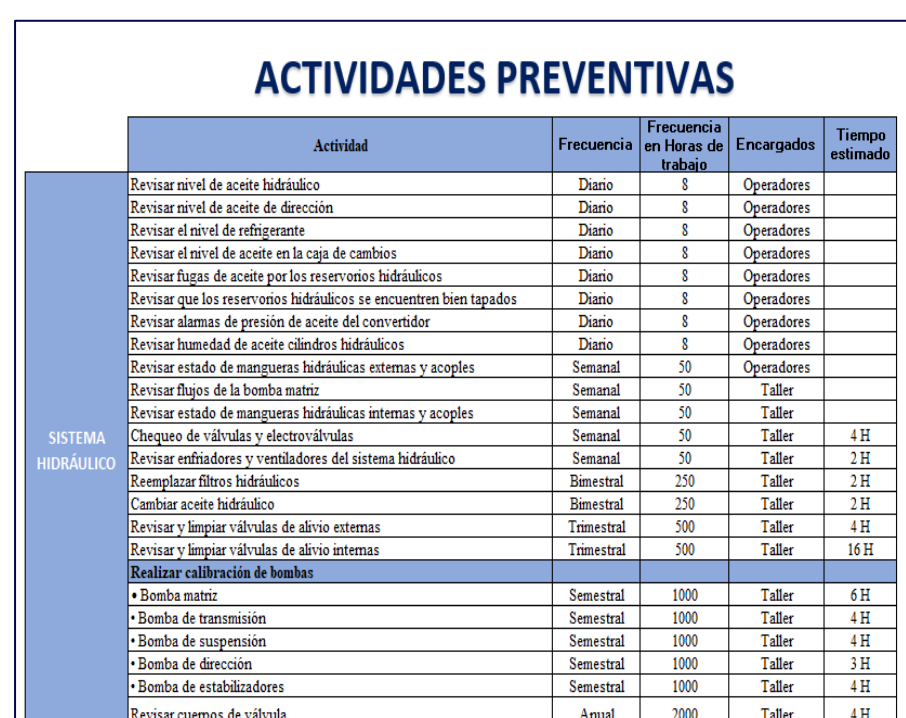 ACTIVIDADES PREVENTIVAS
Actividad Frecuencia Frecuencia en Horas de trabajo Encargados Tiempo estimado
SISTEMA HIDRÁULICO
Revisar nivel de aceite hidráulico Diario 8 Operadores
Revisar nivel de aceite de dirección Diario 8 Operadores
Revisar el nivel de refrigerante Diario 8 Operadores
Revisar el nivel de aceite en la caja de cambios Diario 8 Operadores
Revisar fugas de aceite por los reservorios hidráulicos Diario 8 Operadores
Revisar que los reservorios hidráulicos se encuentren bien tapados Diario 8 Operadores
Revisar alarmas de presión de aceite del convertidor Diario 8 Operadores
Revisar humedad de aceite cilindros hidráulicos Diario 8 Operadores
Revisar estado de mangueras hidráulicas externas y acoples Semanal 50 Operadores
Revisar flujos de la bomba matriz Semanal 50 Taller
Revisar estado de mangueras hidráulicas internas y acoples Semanal 50 Taller
Chequeo de válvulas y electroválvulas Semanal 50 Taller 4 H
Revisar enfriadores y ventiladores del sistema hidráulico Semanal 50 Taller 2 H
Reemplazar filtros hidráulicos Bimestral 250 Taller 2 H
Cambiar aceite hidráulico Bimestral 250 Taller 2 H
Revisar y limpiar válvulas de alivio externas Trimestral 500 Taller 4 H
Revisar y limpiar válvulas de alivio internas Trimestral 500 Taller 16 H
Realizar calibración de bombas
• Bomba matriz Semestral 1000 Taller 6 H
• Bomba de transmisión Semestral 1000 Taller 4 H
• Bomba de suspensión Semestral 1000 Taller 4 H
• Bomba de dirección Semestral 1000 Taller 3 H
• Bomba de estabilizadores Semestral 1000 Taller 4 H
Revisar cuerpos de válvula Anual 2000 Taller 4 H